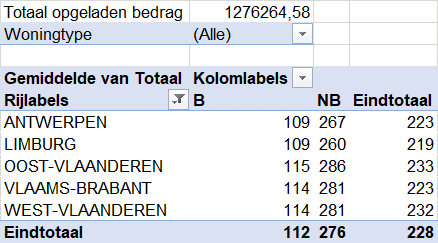 Totaal opgeladen bedrag 1276264,58
Woningtype (Alle)
Gemiddelde van Totaal Kolomlabels
Rijlabels B NB Eindtotaal
ANTWERPEN 109 267 223
LIMBURG 109 260 219
OOST-VLAANDEREN 115 286 233
VLAAMS-BRABANT 114 281 223
WEST-VLAANDEREN 114 281 232
Eindtotaal 112 276 228